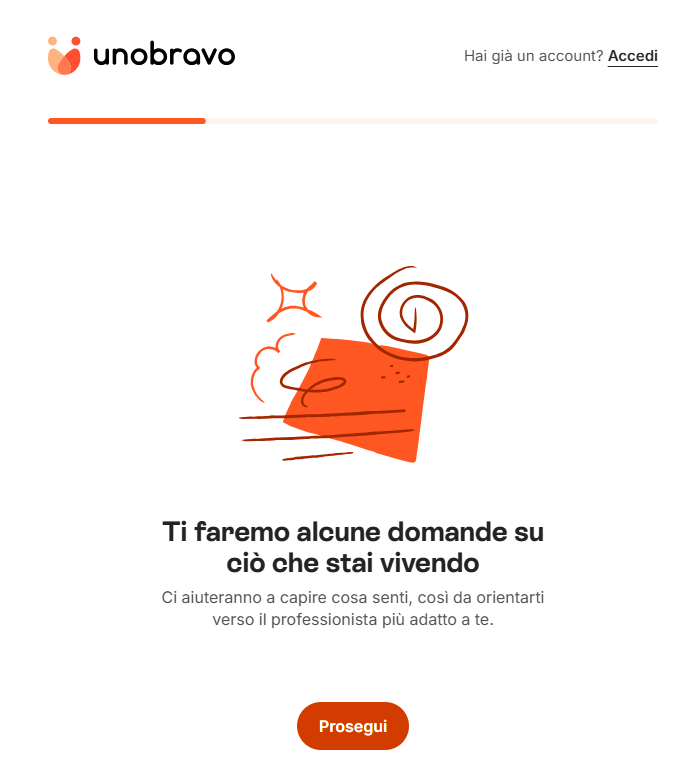 unobravo
Hai già un account? Accedi
Ti faremo alcune domande su
ciò che stai vivendo
Ci aiuteranno a capire cosa senti, così da orientarti
verso il professionista più adatto a te.
Prosegui